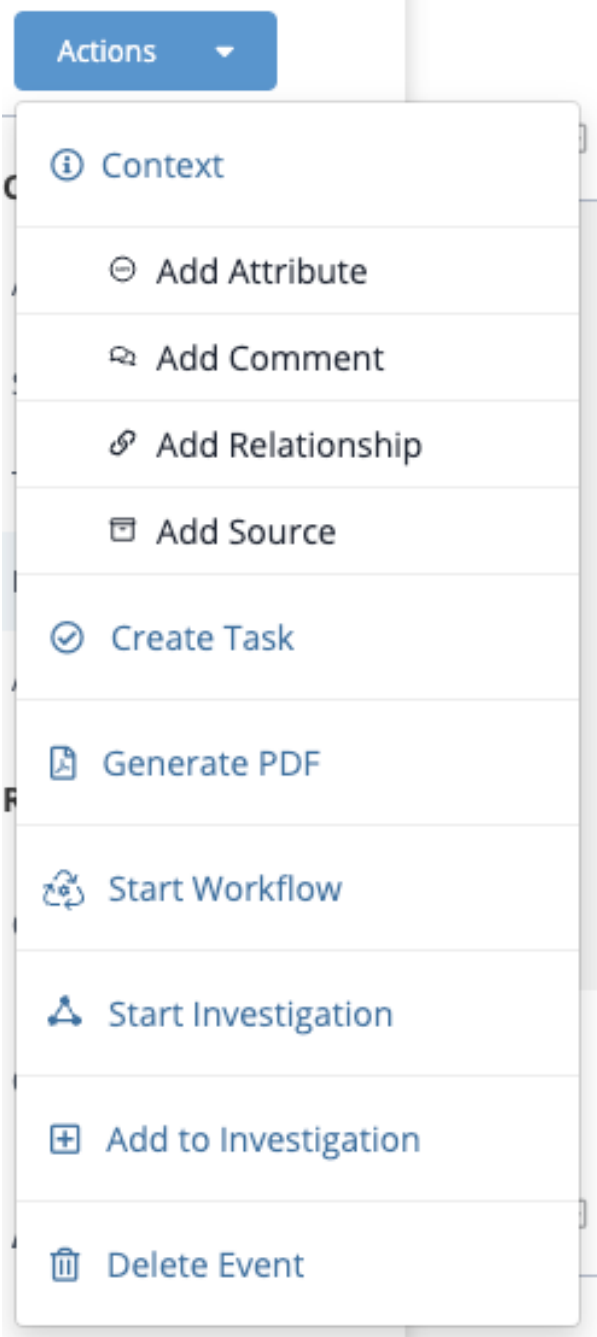 Actions
Context
Add Attribute
Add Comment
Add Relationship
Add Source
Create Task
Generate PDF
Start Workflow
Start Investigation
Add to Investigation
Delete Event